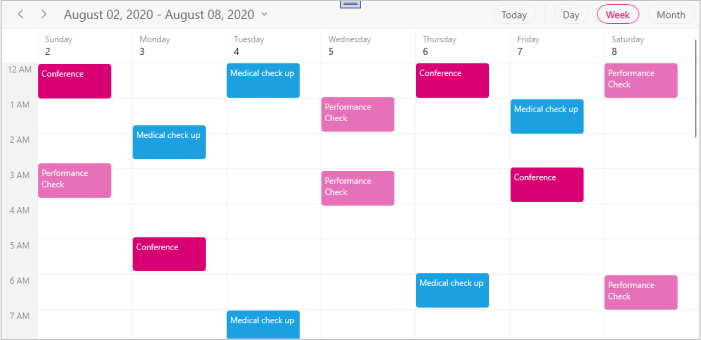 August 02, 2020 - August 08, 2020
Today
Day
Week
Month
Sunday
2
Monday
3
Tuesday
4
Wednesday
5
Thursday
6
Friday
7
Saturday
8
12 AM
Conference
Medical check up
Conference
Performance
Check
1 AM
Performance
Check
Medical check up
2 AM
Medical check up
3 AM
Performance
Check
Performance
Check
Conference
4 AM
5 AM
Conference
6 AM
Medical check up
Performance
Check
7 AM
Medical check up